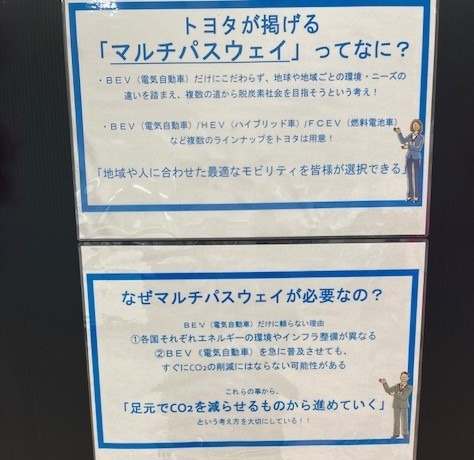 トヨタが掲げる
「マルチパスウェイ」ってなに？
・ＢＥＶ（電気自動車）だけにこだわらず、地球や地域ごとの環境・ニーズの
違いを踏まえ、複数の道から脱炭素社会を目指そうという考え！
・ＢＥＶ（電気自動車）/ＨＥＶ（ハイブリッド車）/ＦＣＥＶ（燃料電池車）
など複数のラインナップをトヨタは用意！
「地域や人に合わせた最適なモビリティを皆様が選択できる」
なぜマルチパスウェイが必要なの？
ＢＥＶ（電気自動車）だけに頼らない理由
①各国それぞれエネルギーの環境やインフラ整備が異なる
②ＢＥＶ（電気自動車）を急に普及させても、
すぐにCO2の削減にはならない可能性がある
これらの事から、
「足元でCO2を減らせるものから進めていく」
という考え方を大切にしている！！